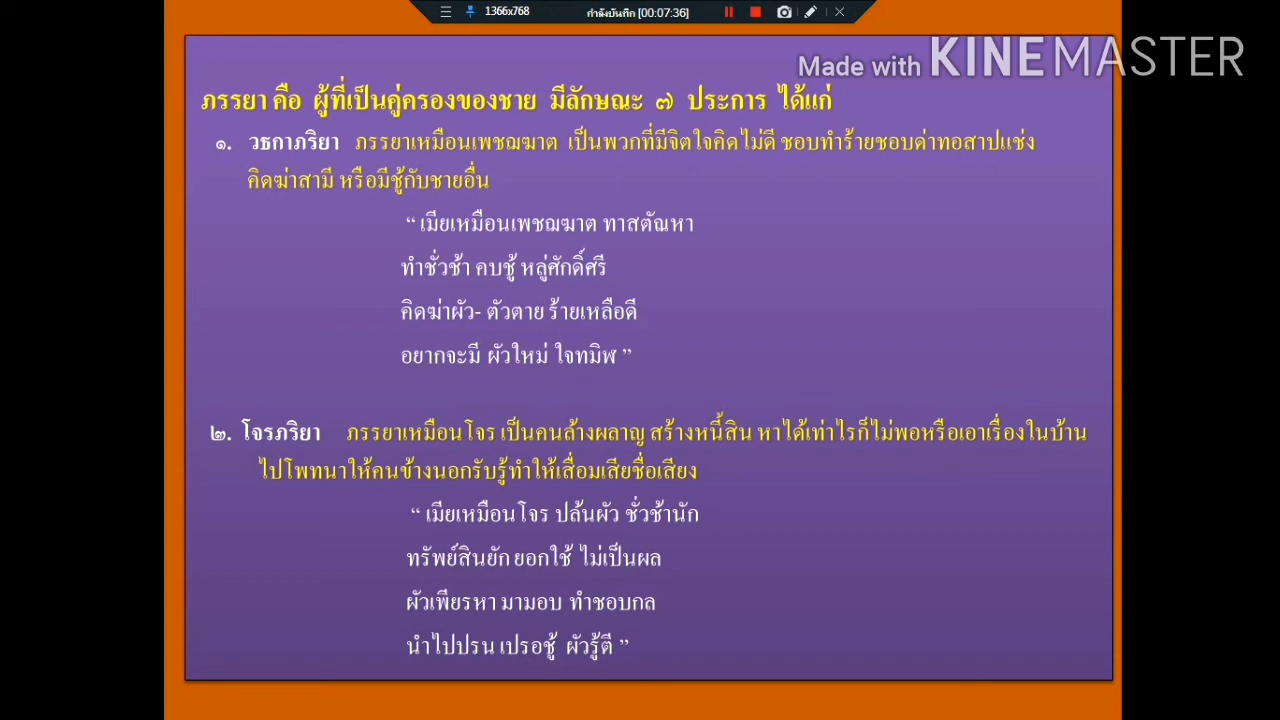 1366x768 กำลังบันทึก [00:07:36]
Made with KINEMASTER
ภรรยา คือ ผู้ที่เป็นคู่ครองของชาย มีลักษณะ ๗ ประการ ได้แก่
๑. วธกาภริยา ภรรยาเหมือนเพชฌฆาต เป็นพวกที่มีจิตใจคิดไม่ดี ชอบทำร้ายชอบด่าทอสาปแช่ง
คิดฆ่าสามี หรือมีชู้กับชายอื่น
“ เมียเหมือนเพชฌฆาต ทาสตัณหา
ทำชั่วช้า คบชู้ หลู่ศักดิ์ศรี
คิดฆ่าผัว- ตัวตาย ร้ายเหลือดี
อยากจะมี ผัวใหม่ ใจทมิฬ ”
๒. โจรภริยา ภรรยาเหมือนโจร เป็นคนล้างผลาญ สร้างหนี้สิน หาได้เท่าไรก็ไม่พอหรือเอาเรื่องในบ้าน
ไปโพทนาให้คนข้างนอกรับรู้ทำให้เสื่อมเสียชื่อเสียง
“ เมียเหมือนโจร ปล้นผัว ชั่วช้านัก
ทรัพย์สินยัก ยอกใช้ ไม่เป็นผล
ผัวเพียรหา มามอบ ทำชอบกล
นำไปปรน เปรอชู้ ผัวรู้ตี ”